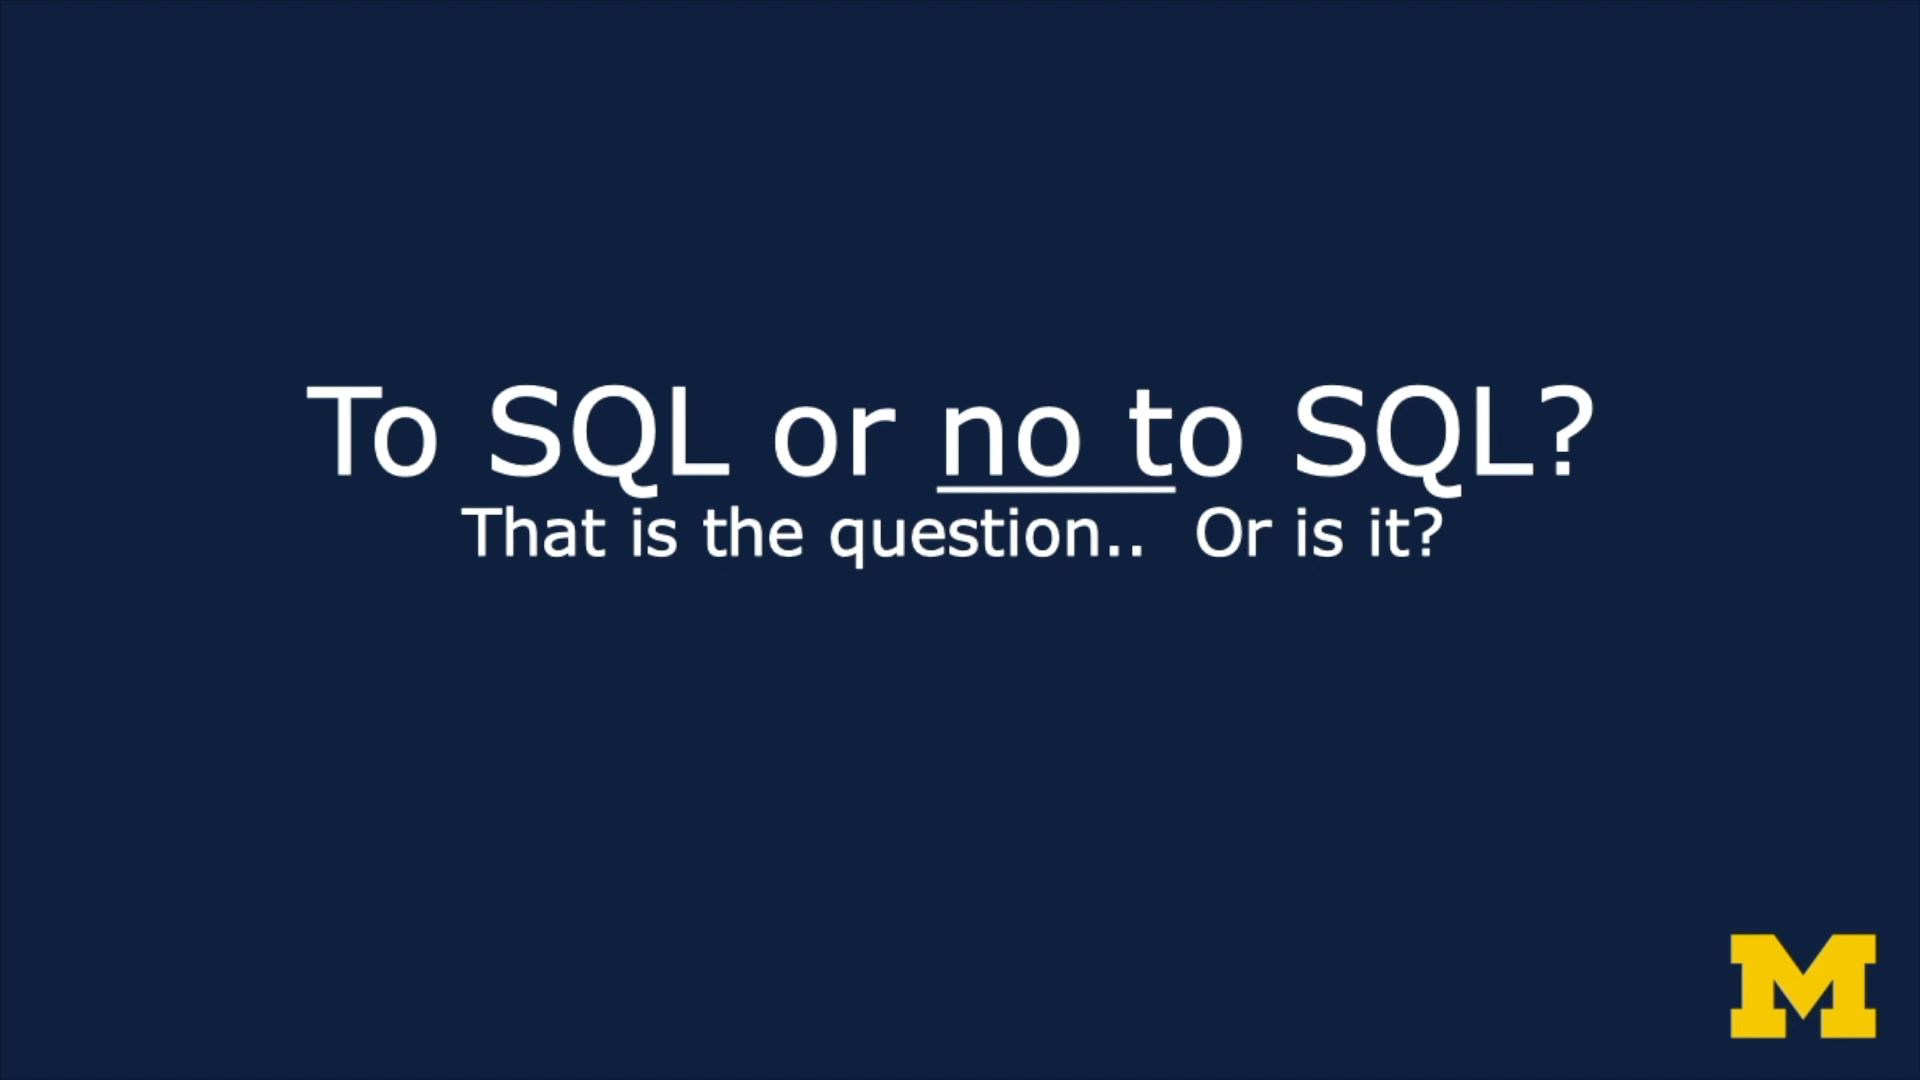 To SQL or no to SQL?
That is the question.. Or is it?
M